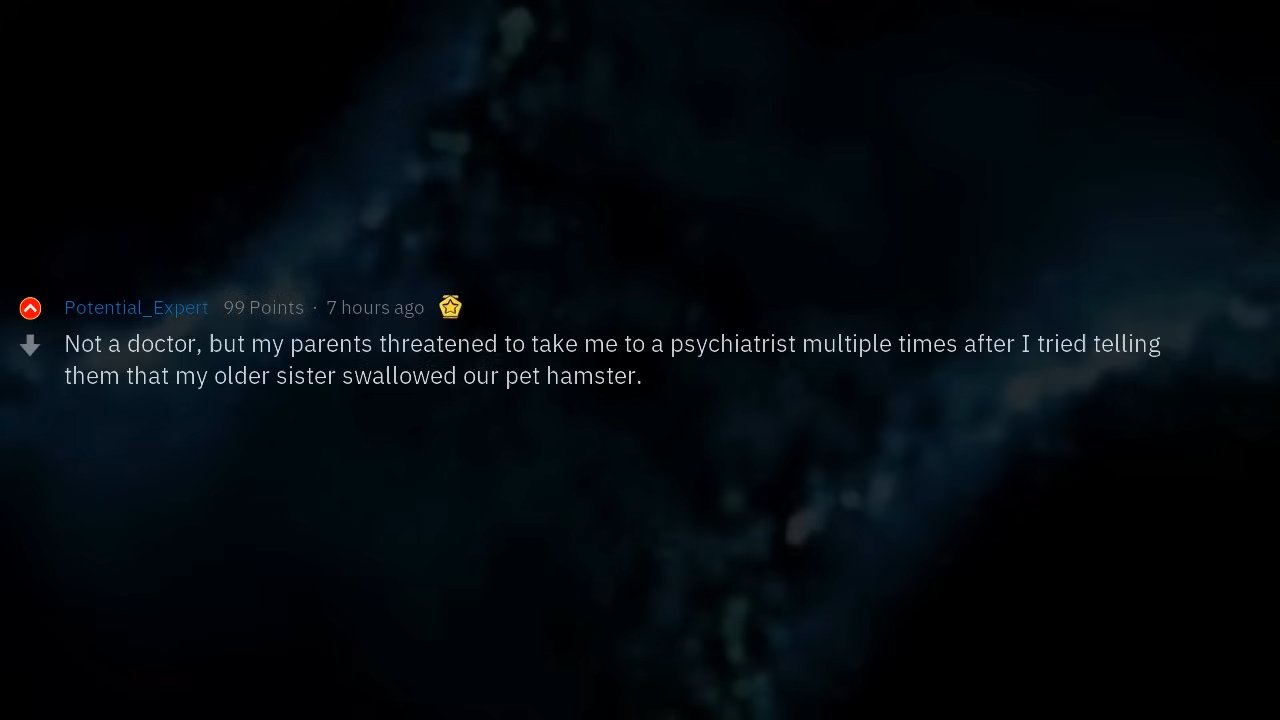 Potential_Expert 99 Points · 7 hours ago
Not a doctor, but my parents threatened to take me to a psychiatrist multiple times after I tried telling
them that my older sister swallowed our pet hamster.